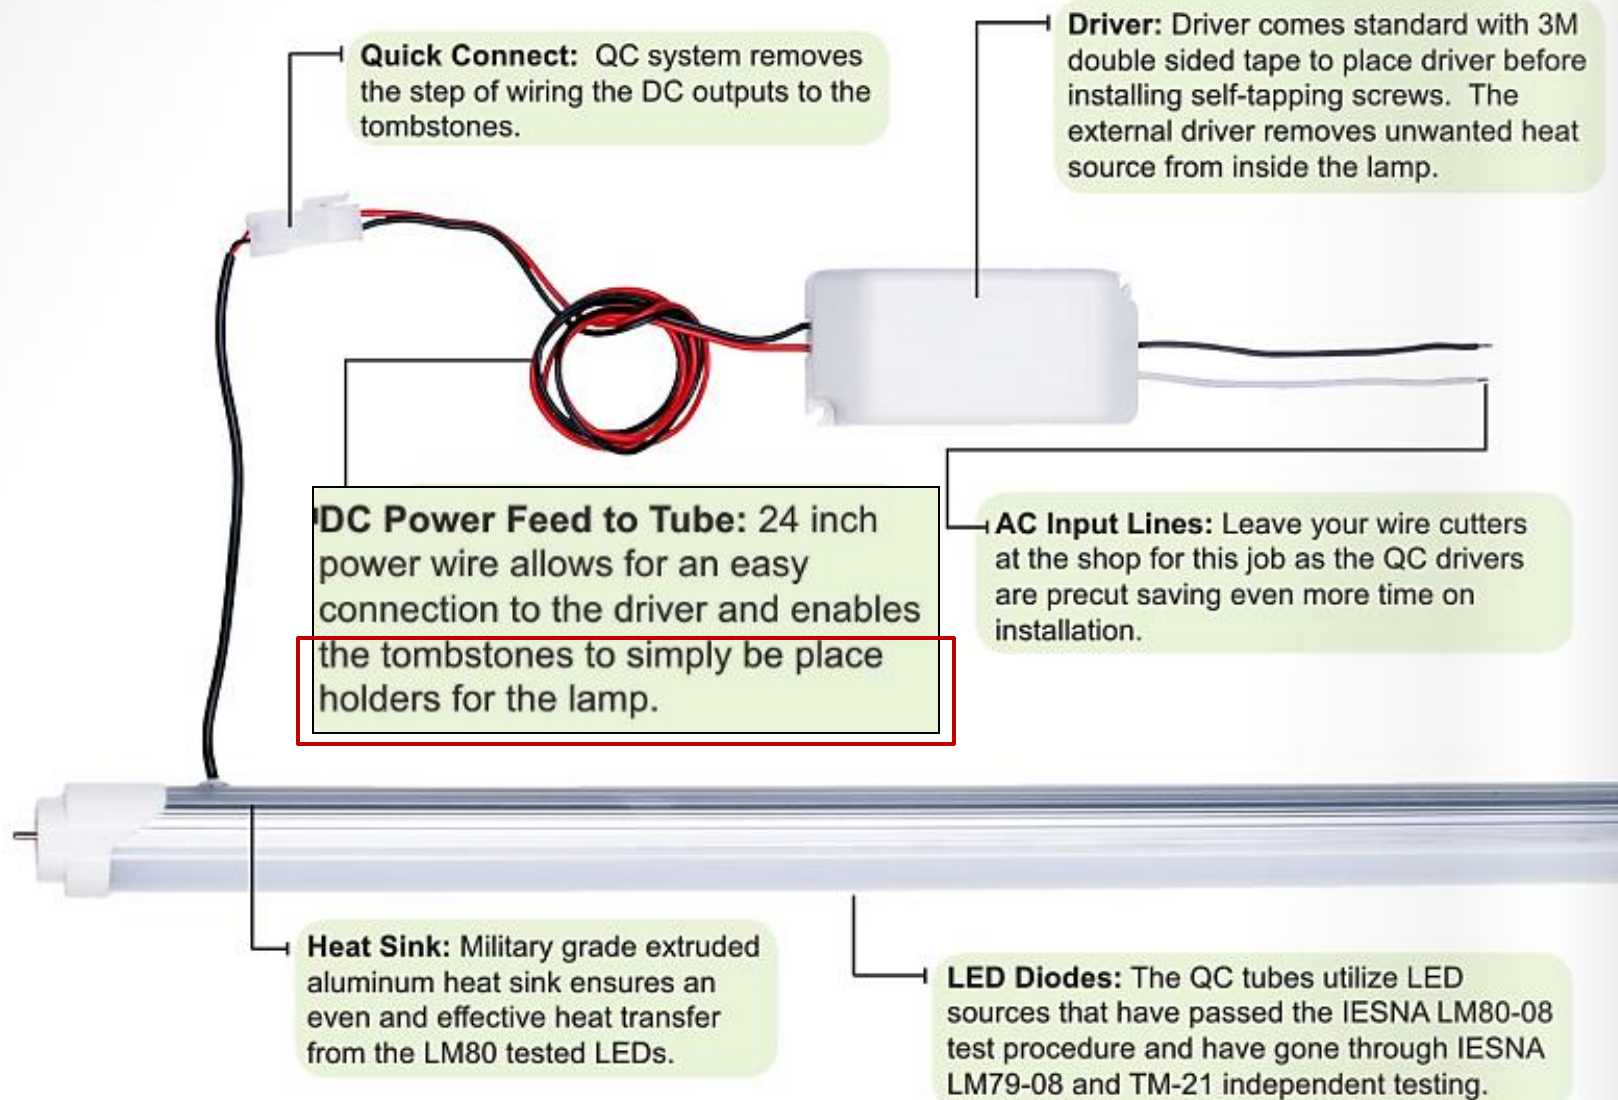 Quick Connect: QC system removes
the step of wiring the DC outputs to the
tombstones.
Driver: Driver comes standard with 3M
double sided tape to place driver before
installing self-tapping screws. The
external driver removes unwanted heat
source from inside the lamp.
DC Power Feed to Tube: 24 inch
power wire allows for an easy
connection to the driver and enables
the tombstones to simply be place
holders for the lamp.
AC Input Lines: Leave your wire cutters
at the shop for this job as the QC drivers
are precut saving even more time on
installation.
Heat Sink: Military grade extruded
aluminum heat sink ensures an
even and effective heat transfer
from the LM80 tested LEDs.
LED Diodes: The QC tubes utilize LED
sources that have passed the IESNA LM80-08
test procedure and have gone through IESNA
LM79-08 and TM-21 independent testing.